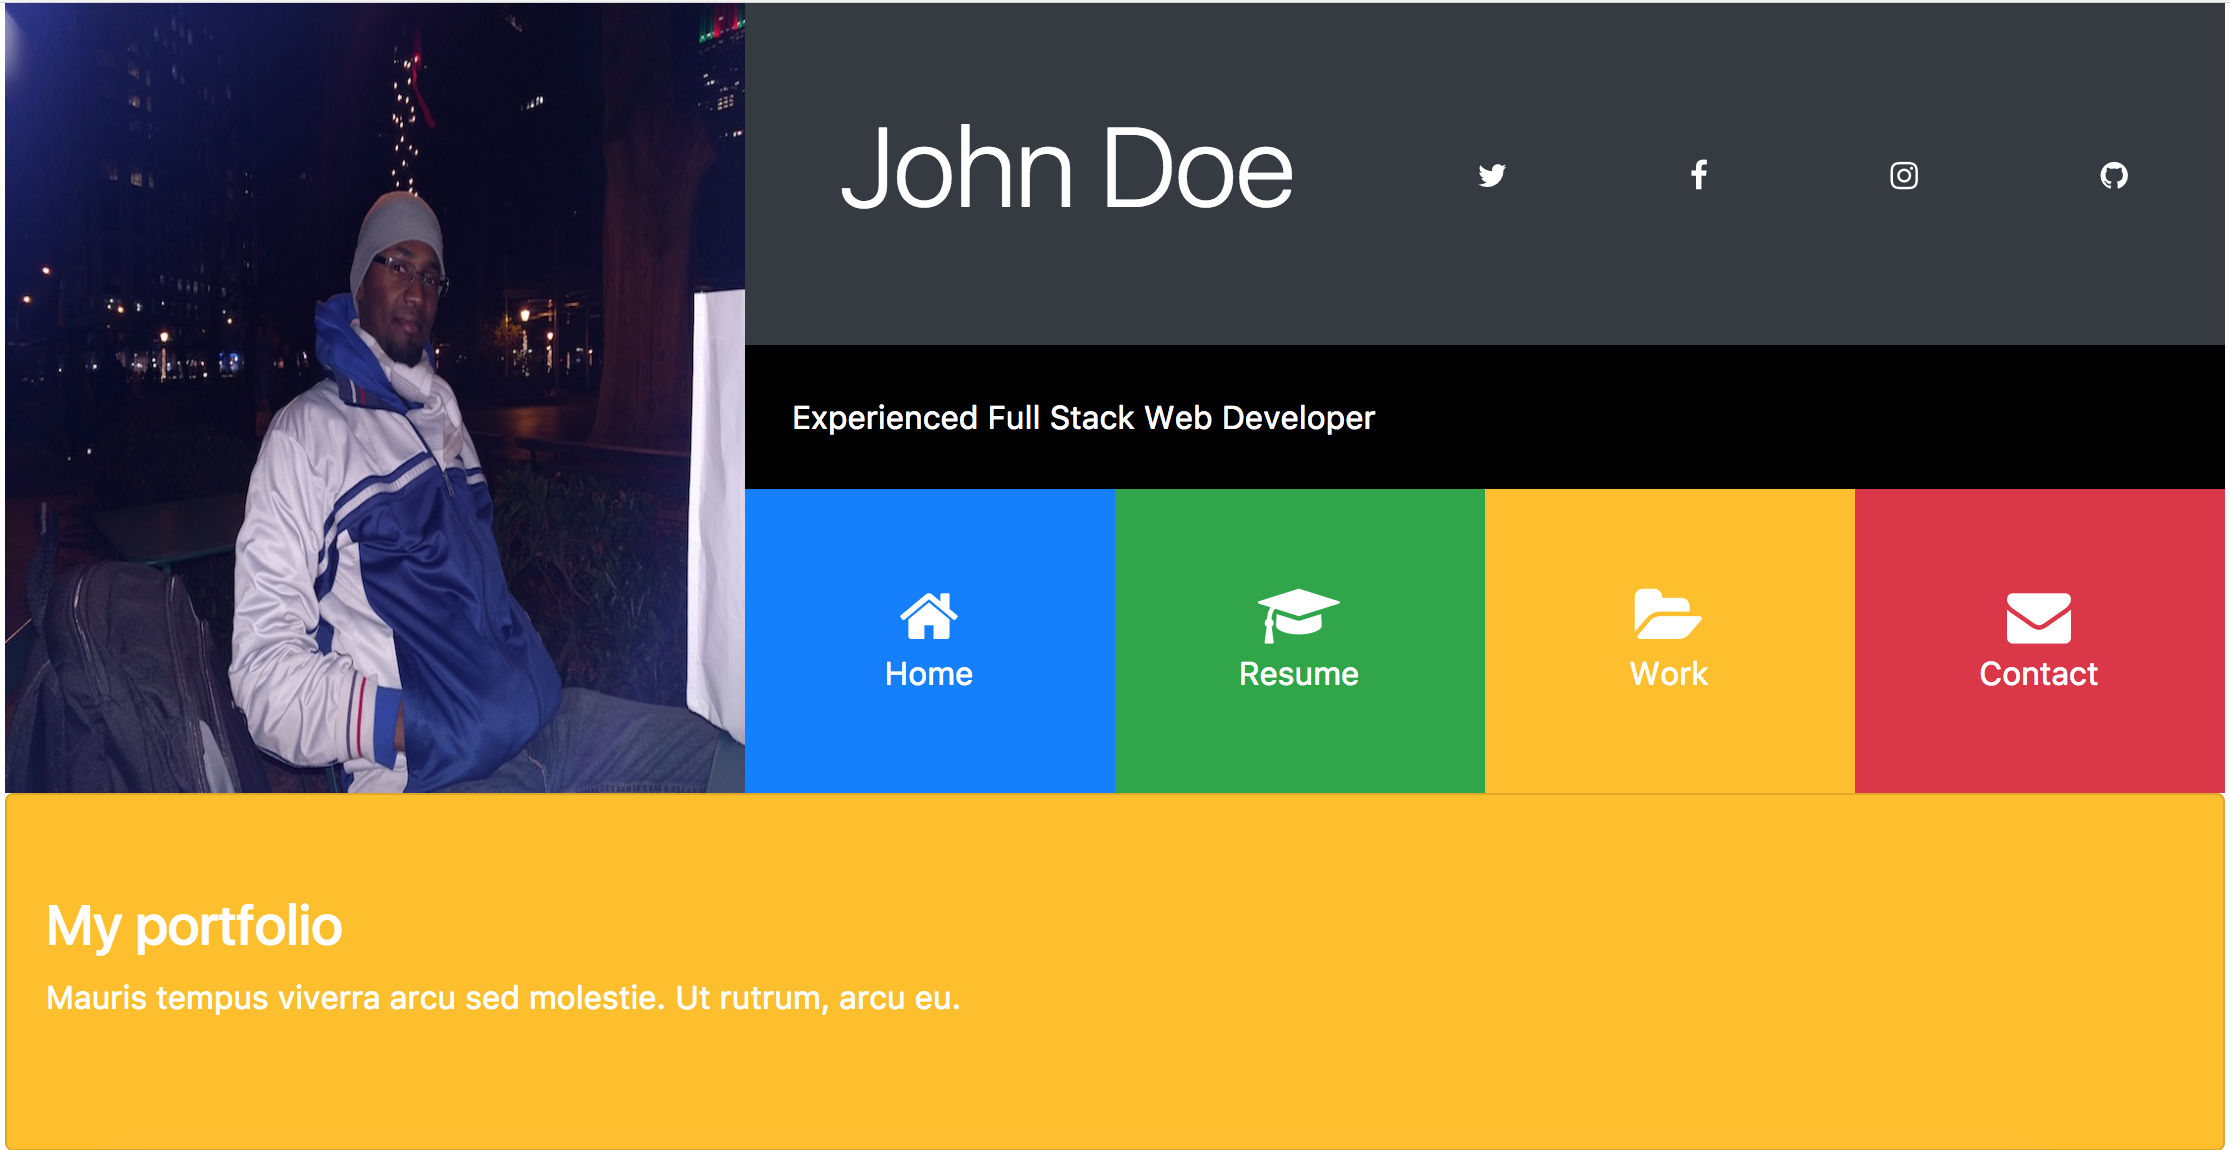 John Doe
Experienced Full Stack Web Developer
Home
Resume
Work
Contact
My portfolio
Mauris tempus viverra arcu sed molestie. Ut rutrum, arcu eu.